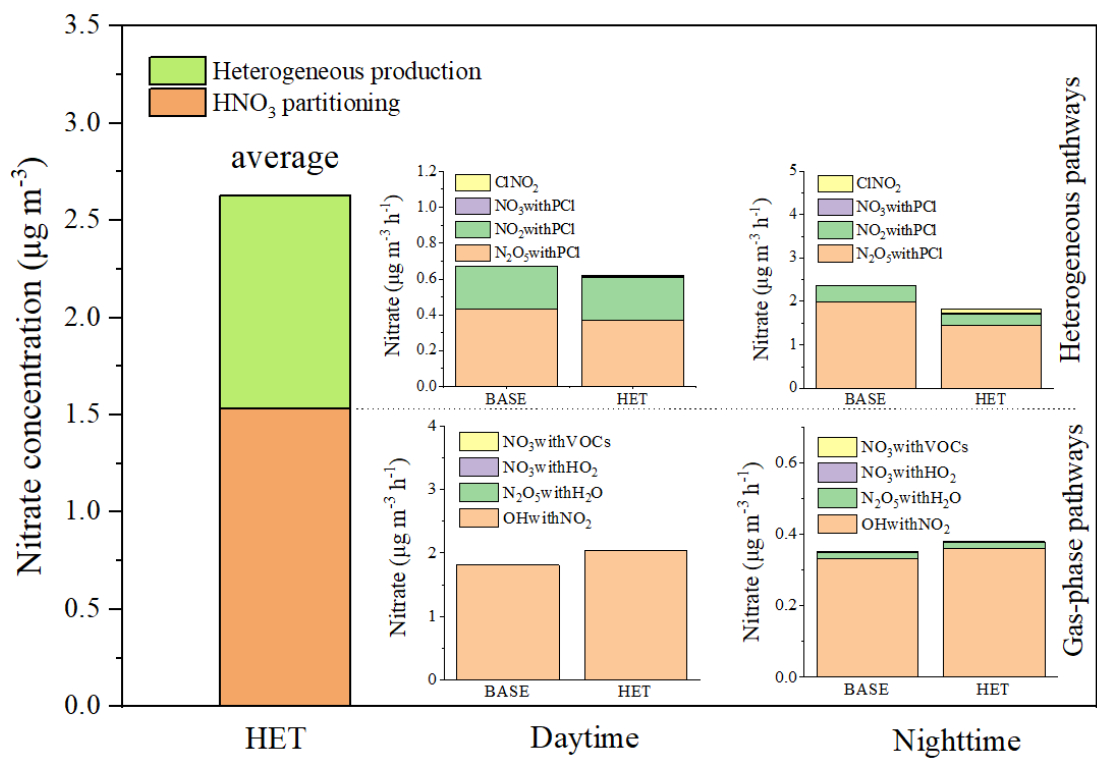 Nitrate concentration (μg m⁻³)
3.5
3.0
2.5
2.0
1.5
1.0
0.5
0.0
Heterogeneous production
HNO₃ partitioning
average
HET
Nitrate (μg m⁻³ h⁻¹)
1.2
1.0
0.8
0.6
0.4
0.2
0.0
ClNO₂
NO₃withPCl
NO₂withPCl
N₂O₅withPCl
BASE HET
Nitrate (μg m⁻³ h⁻¹)
5
4
3
2
1
0
ClNO₂
NO₃withPCl
NO₂withPCl
N₂O₅withPCl
BASE HET
Heterogeneous pathways
Nitrate (μg m⁻³ h⁻¹)
4
3
2
1
0
NO₃withVOCs
NO₃withHO₂
N₂O₅withH₂O
OHwithNO₂
BASE HET
Nitrate (μg m⁻³ h⁻¹)
0.6
0.4
0.2
0.0
NO₃withVOCs
NO₃withHO₂
N₂O₅withH₂O
OHwithNO₂
BASE HET
Gas-phase pathways
Daytime
Nighttime